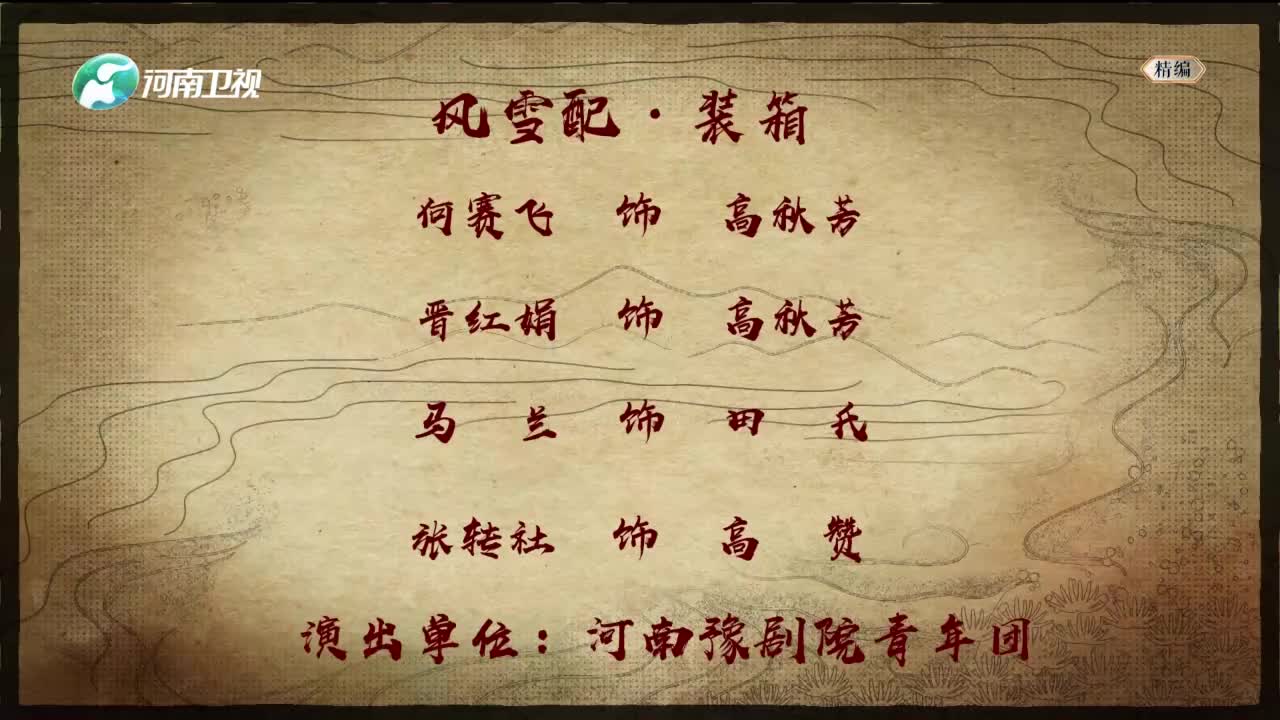 河南卫视
精编
风雪配·装箱
何赛飞 饰 高秋芳
晋红娟 饰 高秋芳
马兰 饰 田氏
张转社 饰 高赞
演出单位：河南豫剧院青年团